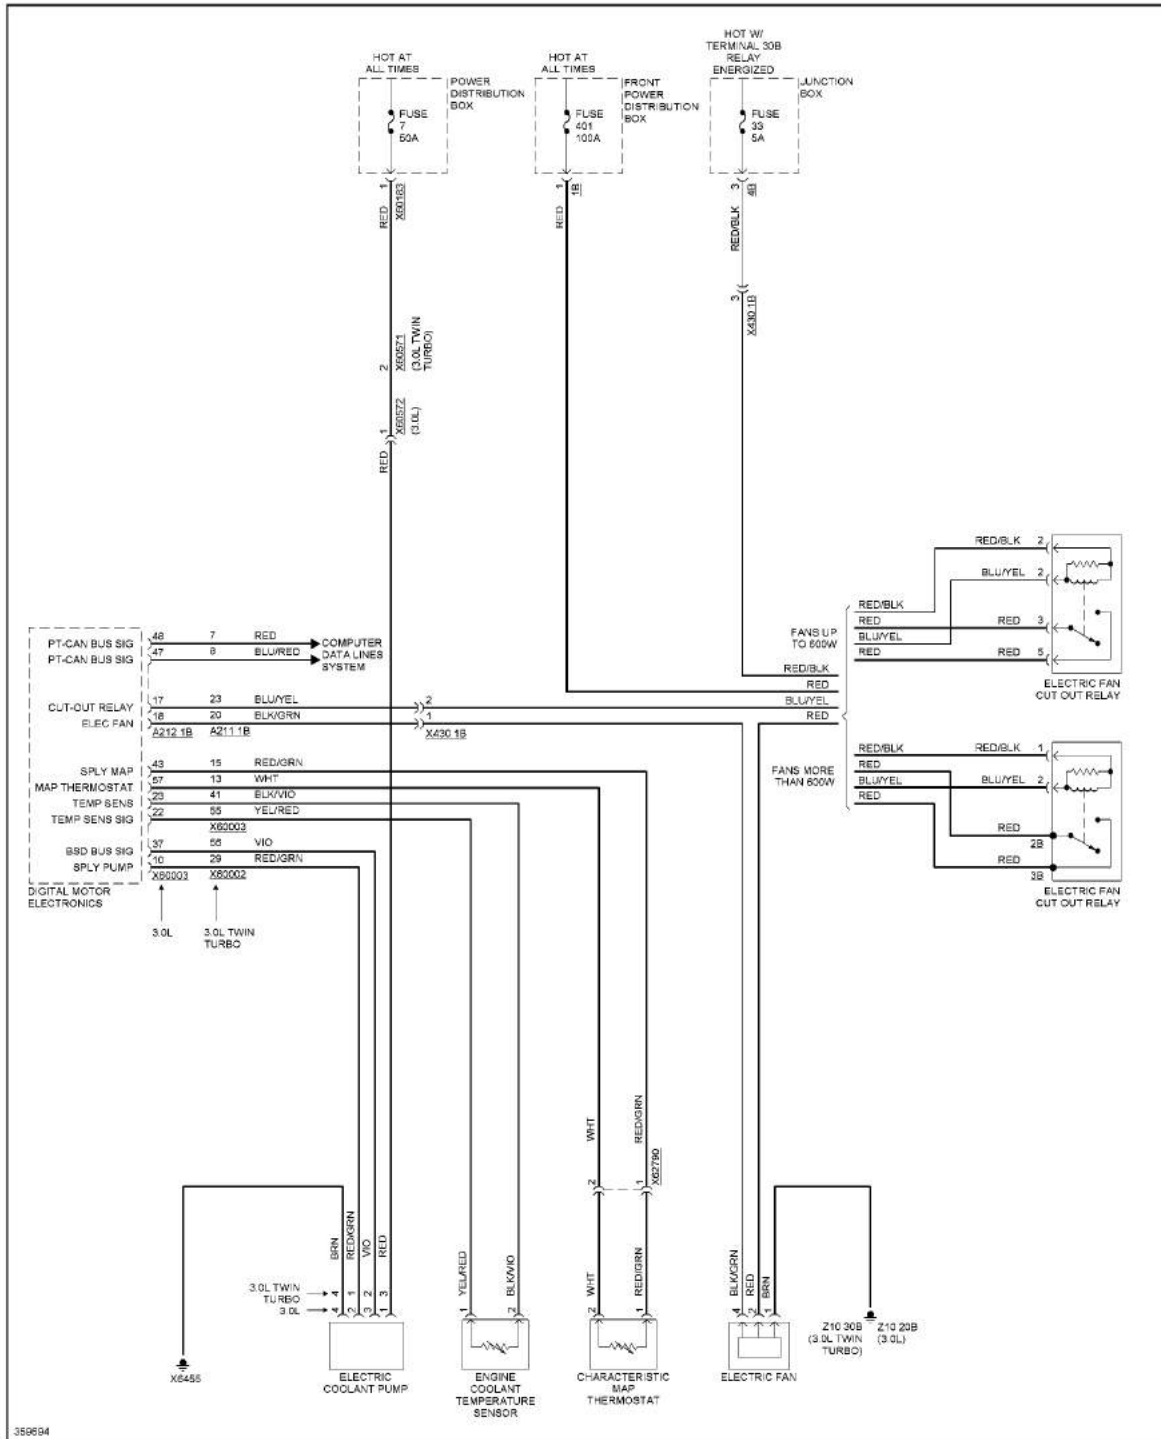 HOT AT
ALL TIMES
POWER
DISTRIBUTION
BOX
FUSE
7
50A
1
X60183
RED
HOT AT
ALL TIMES
FRONT
POWER
DISTRIBUTION
BOX
FUSE
401
100A
1
1B
RED
HOT W/
TERMINAL 30B
RELAY
ENERGIZED
JUNCTION
BOX
FUSE
33
5A
3
4B
RED/BLK
3
X430 1B
2
X60571
(3.0L TWIN
TURBO)
1
X60572
(3.0L)
RED
PT-CAN BUS SIG 48 7 RED
PT-CAN BUS SIG 47 8 BLU/RED
COMPUTER
DATA LINES
SYSTEM
CUT-OUT RELAY 17 23 BLU/YEL 2
ELEC FAN 18 20 BLK/GRN 1
A212 1B A211 1B X430 1B
SPLY MAP 43 15 RED/GRN
MAP THERMOSTAT 57 13 WHT
TEMP SENS 23 41 BLK/VIO
TEMP SENS SIG 22 55 YEL/RED
X60003
BSD BUS SIG 37 56 VIO
SPLY PUMP 10 29 RED/GRN
X60003 X60002
DIGITAL MOTOR
ELECTRONICS
3.0L
3.0L TWIN
TURBO
RED/BLK
RED
BLU/YEL
RED
FANS UP
TO 600W
RED/BLK
RED
BLU/YEL
RED
RED/BLK 2
BLU/YEL 2
RED 3
RED 5
ELECTRIC FAN
CUT OUT RELAY
FANS MORE
THAN 600W
RED/BLK
RED
BLU/YEL
RED
RED/BLK 1
BLU/YEL 2
RED
2B
RED
3B
ELECTRIC FAN
CUT OUT RELAY
WHT
RED/GRN
2
1
X62790
BRN
RED/GRN
VIO
RED
3.0L TWIN
TURBO
4 1 2 3
3.0L
4 2 3 1
YEL/RED
BLK/VIO
1 2
WHT
RED/GRN
2 1
BLK/GRN
RED
BRN
4 2 1
X6455
ELECTRIC
COOLANT PUMP
ENGINE
COOLANT
TEMPERATURE
SENSOR
CHARACTERISTIC
MAP
THERMOSTAT
ELECTRIC FAN
Z10 30B
(3.0L TWIN
TURBO)
Z10 20B
(3.0L)
359694